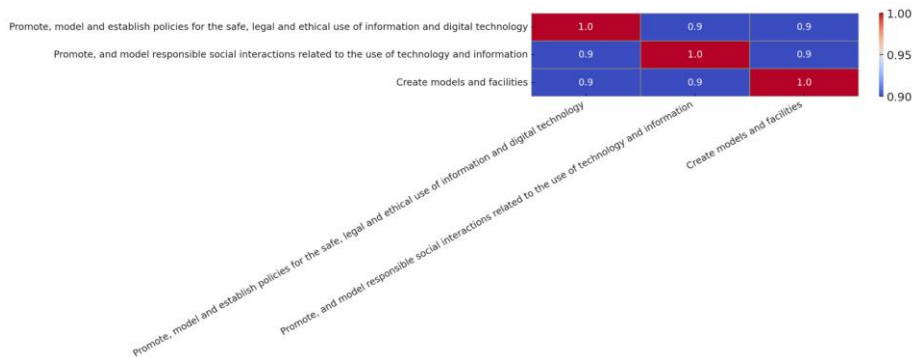 Promote, model and establish policies for the safe, legal and ethical use of information and digital technology
1.0 0.9 0.9
Promote, and model responsible social interactions related to the use of technology and information
0.9 1.0 0.9
Create models and facilities
0.9 0.9 1.0
1.00
0.95
0.90
Promote, model and establish policies for the safe, legal and ethical use of information and digital technology
Promote, and model responsible social interactions related to the use of technology and information
Create models and facilities